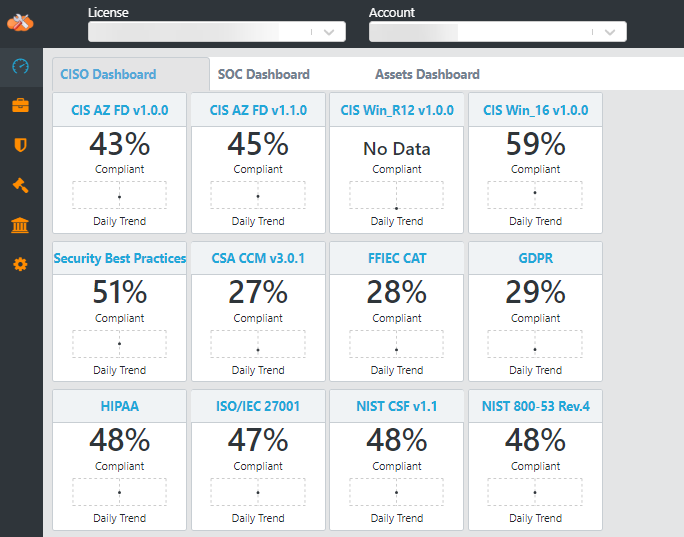 License
Account
CISO Dashboard
SOC Dashboard
Assets Dashboard
CIS AZ FD v1.0.0
CIS AZ FD v1.1.0
CIS Win_R12 v1.0.0
CIS Win_16 v1.0.0
43%
45%
No Data
59%
Compliant
Compliant
Compliant
Compliant
Daily Trend
Daily Trend
Daily Trend
Daily Trend
Security Best Practices
CSA CCM v3.0.1
FFIEC CAT
GDPR
51%
27%
28%
29%
Compliant
Compliant
Compliant
Compliant
Daily Trend
Daily Trend
Daily Trend
Daily Trend
HIPAA
ISO/IEC 27001
NIST CSF v1.1
NIST 800-53 Rev.4
48%
47%
48%
48%
Compliant
Compliant
Compliant
Compliant
Daily Trend
Daily Trend
Daily Trend
Daily Trend